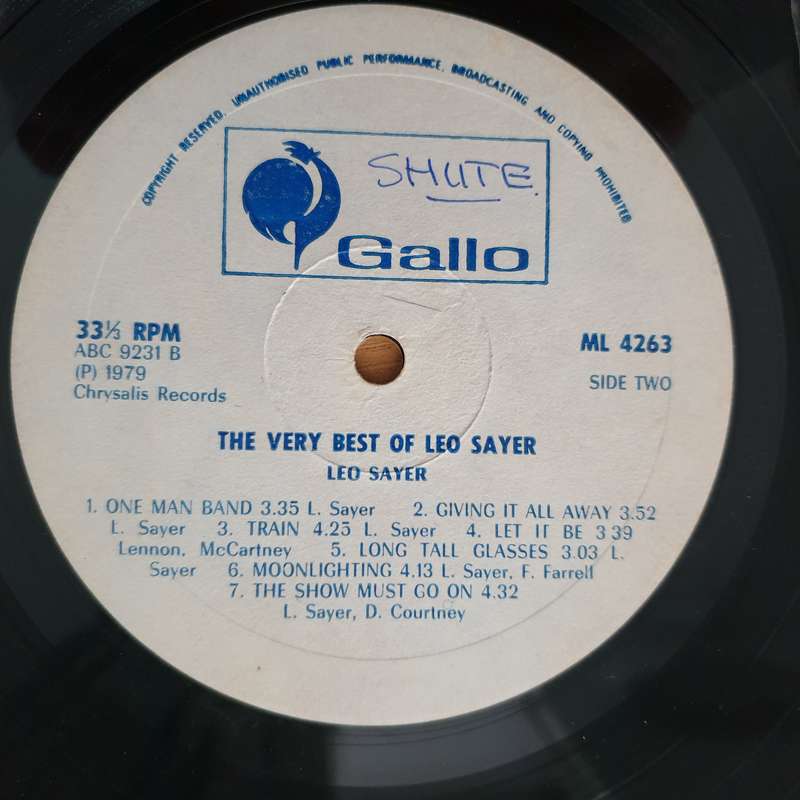 COPYRIGHT RESERVED. UNAUTHORISED PUBLIC PERFORMANCE, BROADCASTING AND COPYING PROHIBITED
SHUTE.
Gallo
33⅓ RPM
ABC 9231 B
(P) 1979
Chrysalis Records
ML 4263
SIDE TWO
THE VERY BEST OF LEO SAYER
LEO SAYER
1. ONE MAN BAND 3.35 L. Sayer 2. GIVING IT ALL AWAY 3.52
L. Sayer 3. TRAIN 4.25 L. Sayer 4. LET IT BE 3 39
Lennon, McCartney 5. LONG TALL GLASSES 3.03 L.
Sayer 6. MOONLIGHTING 4.13 L. Sayer, F. Farrell
7. THE SHOW MUST GO ON 4.32
L. Sayer, D. Courtney